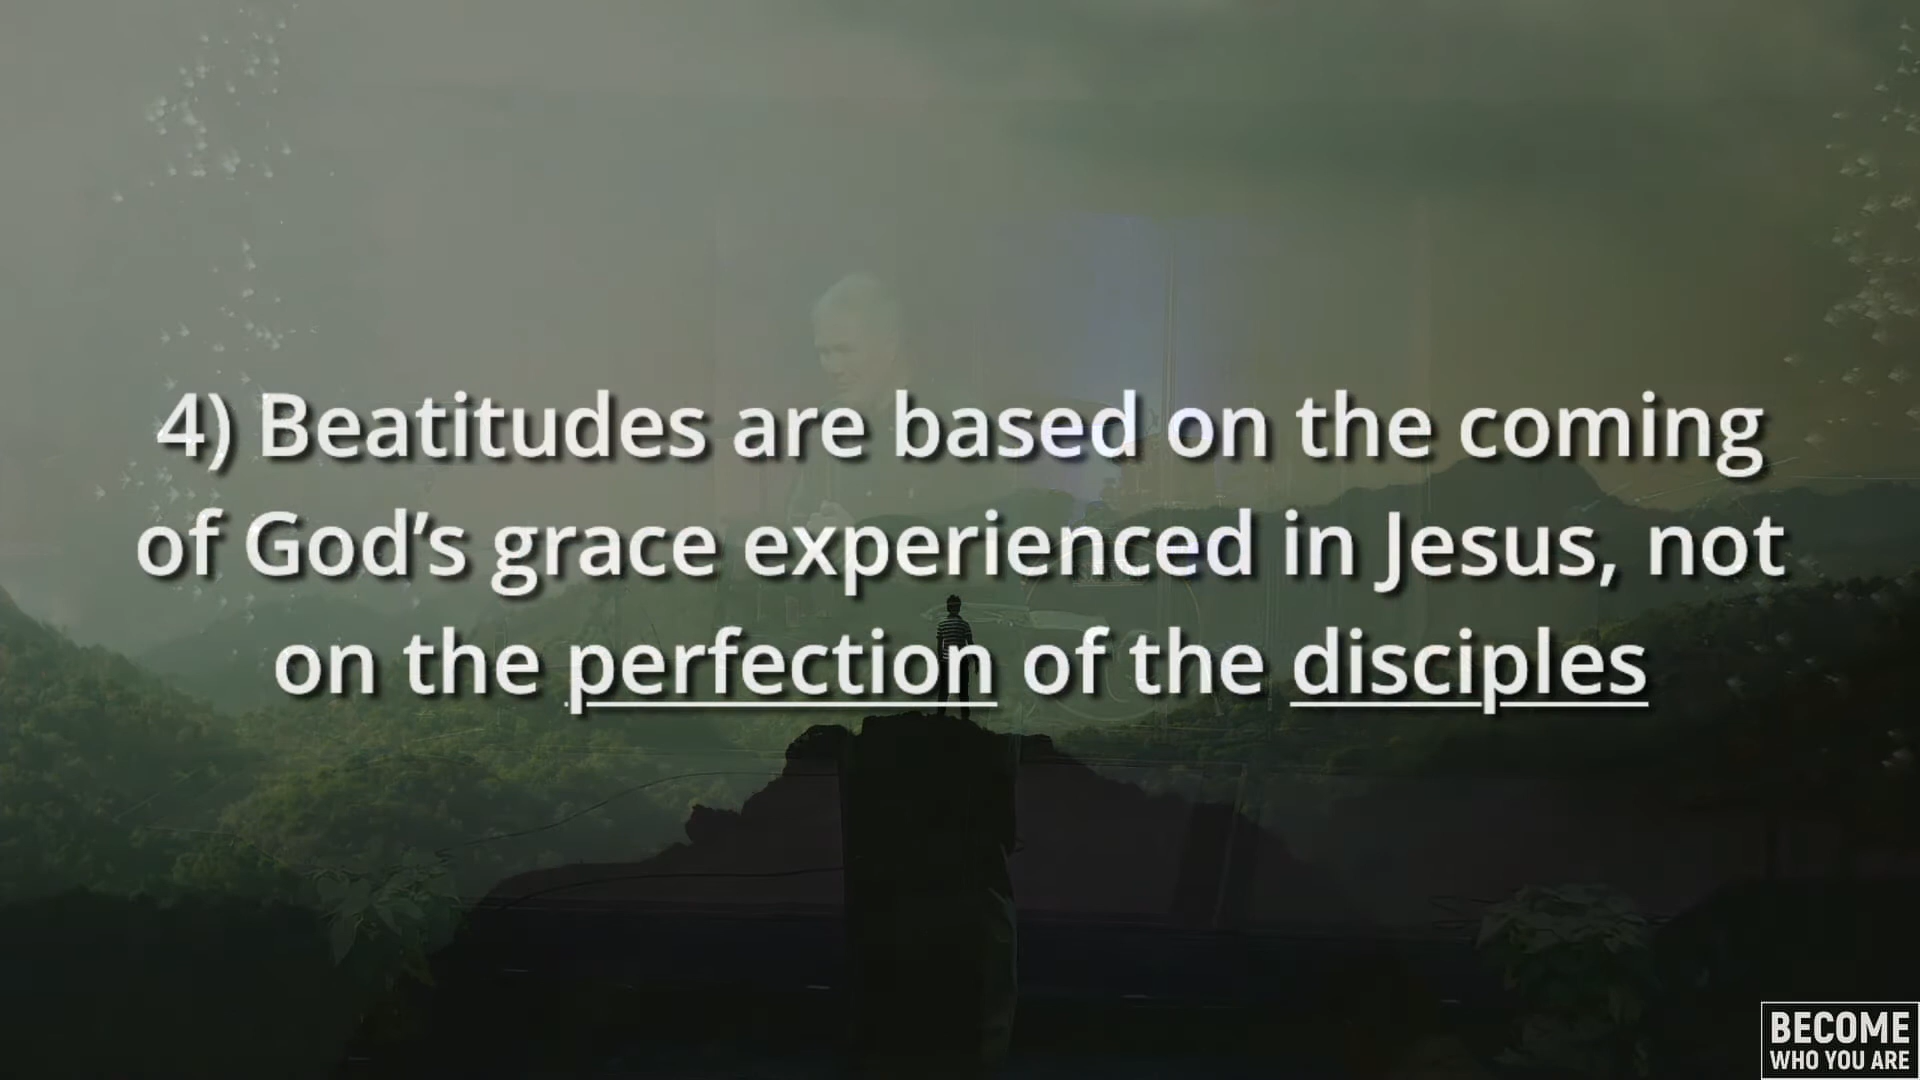 4) Beatitudes are based on the coming
of God’s grace experienced in Jesus, not
on the perfection of the disciples
BECOME
WHO YOU ARE